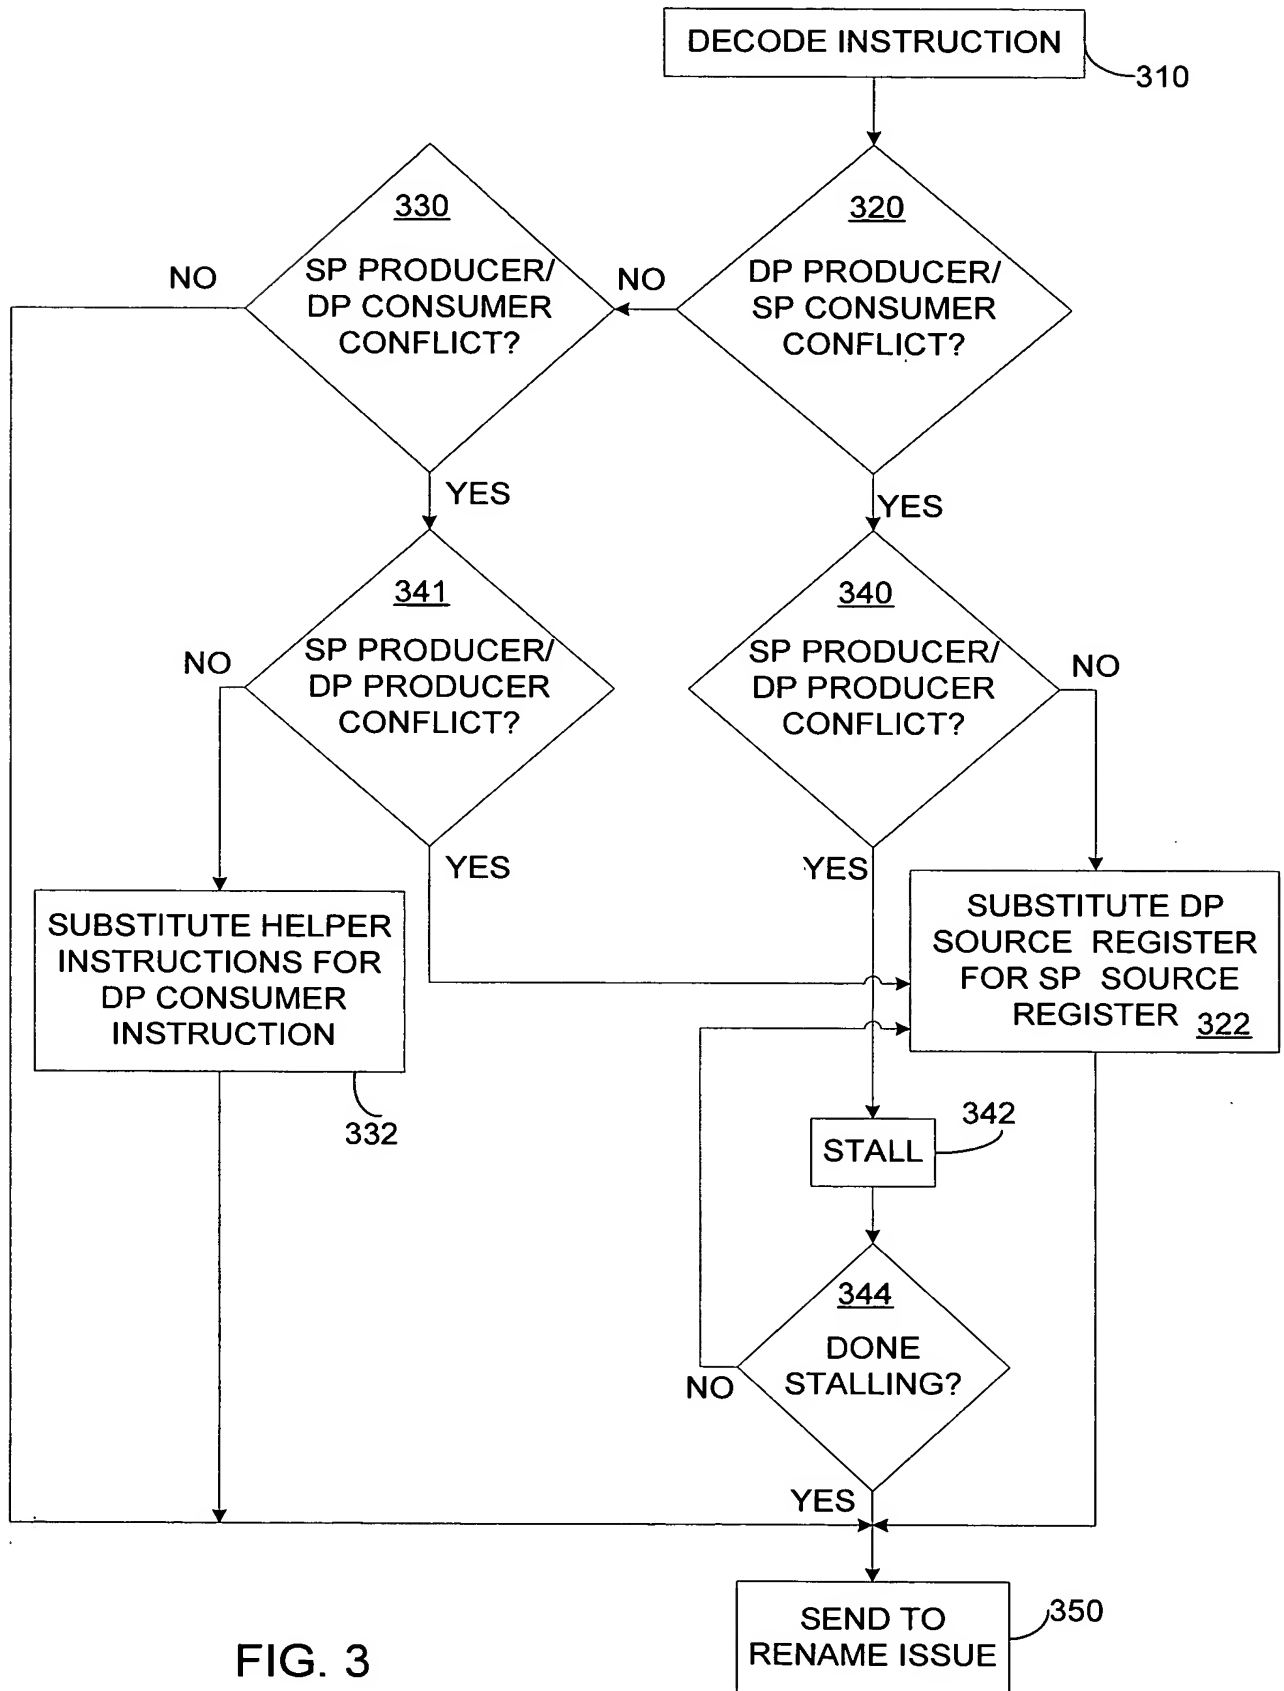 DECODE INSTRUCTION
310
330
SP PRODUCER/
DP CONSUMER
CONFLICT?
NO
YES
320
DP PRODUCER/
SP CONSUMER
CONFLICT?
NO
YES
341
SP PRODUCER/
DP PRODUCER
CONFLICT?
NO
YES
340
SP PRODUCER/
DP PRODUCER
CONFLICT?
NO
YES
SUBSTITUTE HELPER
INSTRUCTIONS FOR
DP CONSUMER
INSTRUCTION
332
SUBSTITUTE DP
SOURCE REGISTER
FOR SP SOURCE
REGISTER 322
342
STALL
344
DONE
STALLING?
NO
YES
SEND TO
RENAME ISSUE
350
FIG. 3